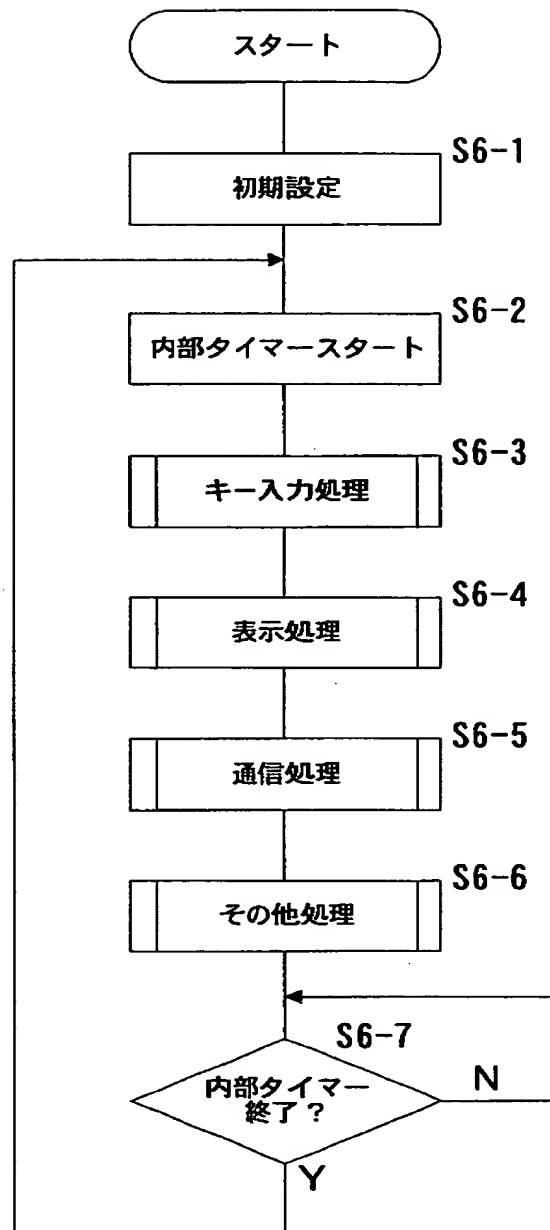 スタート
S6-1
初期設定
S6-2
内部タイマースタート
S6-3
キー入力処理
S6-4
表示処理
S6-5
通信処理
S6-6
その他処理
S6-7
内部タイマー
終了?
N
Y